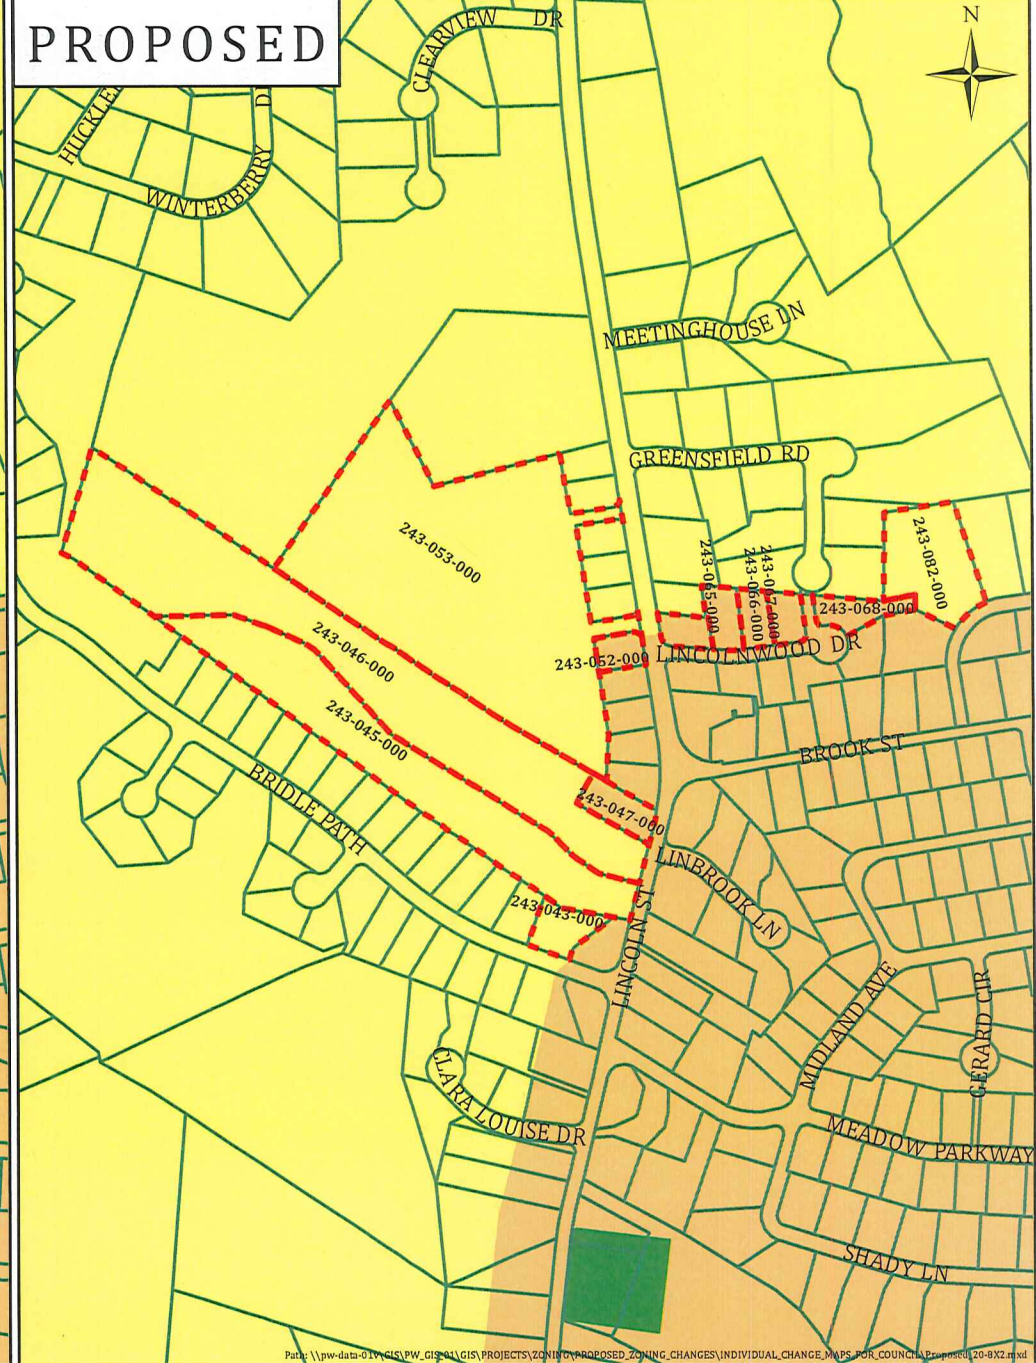 PROPOSED
N
CLEARVIEW DR
WINTERBERRY
MEETINGHOUSE LN
GREENSFIELD RD
243-053-000
243-082-000
243-065-000
243-066-000
243-067-000
243-068-000
243-046-000
243-052-000
LINCOLNWOOD DR
243-045-000
BROOK ST
BRIDLE PATH
243-047-000
LINBROOK LN
243-043-000
LINCOLN ST
MIDLAND AVE
GERARD CIR
CLARA LOUISE DR
MEADOW PARKWAY
SHADY LN